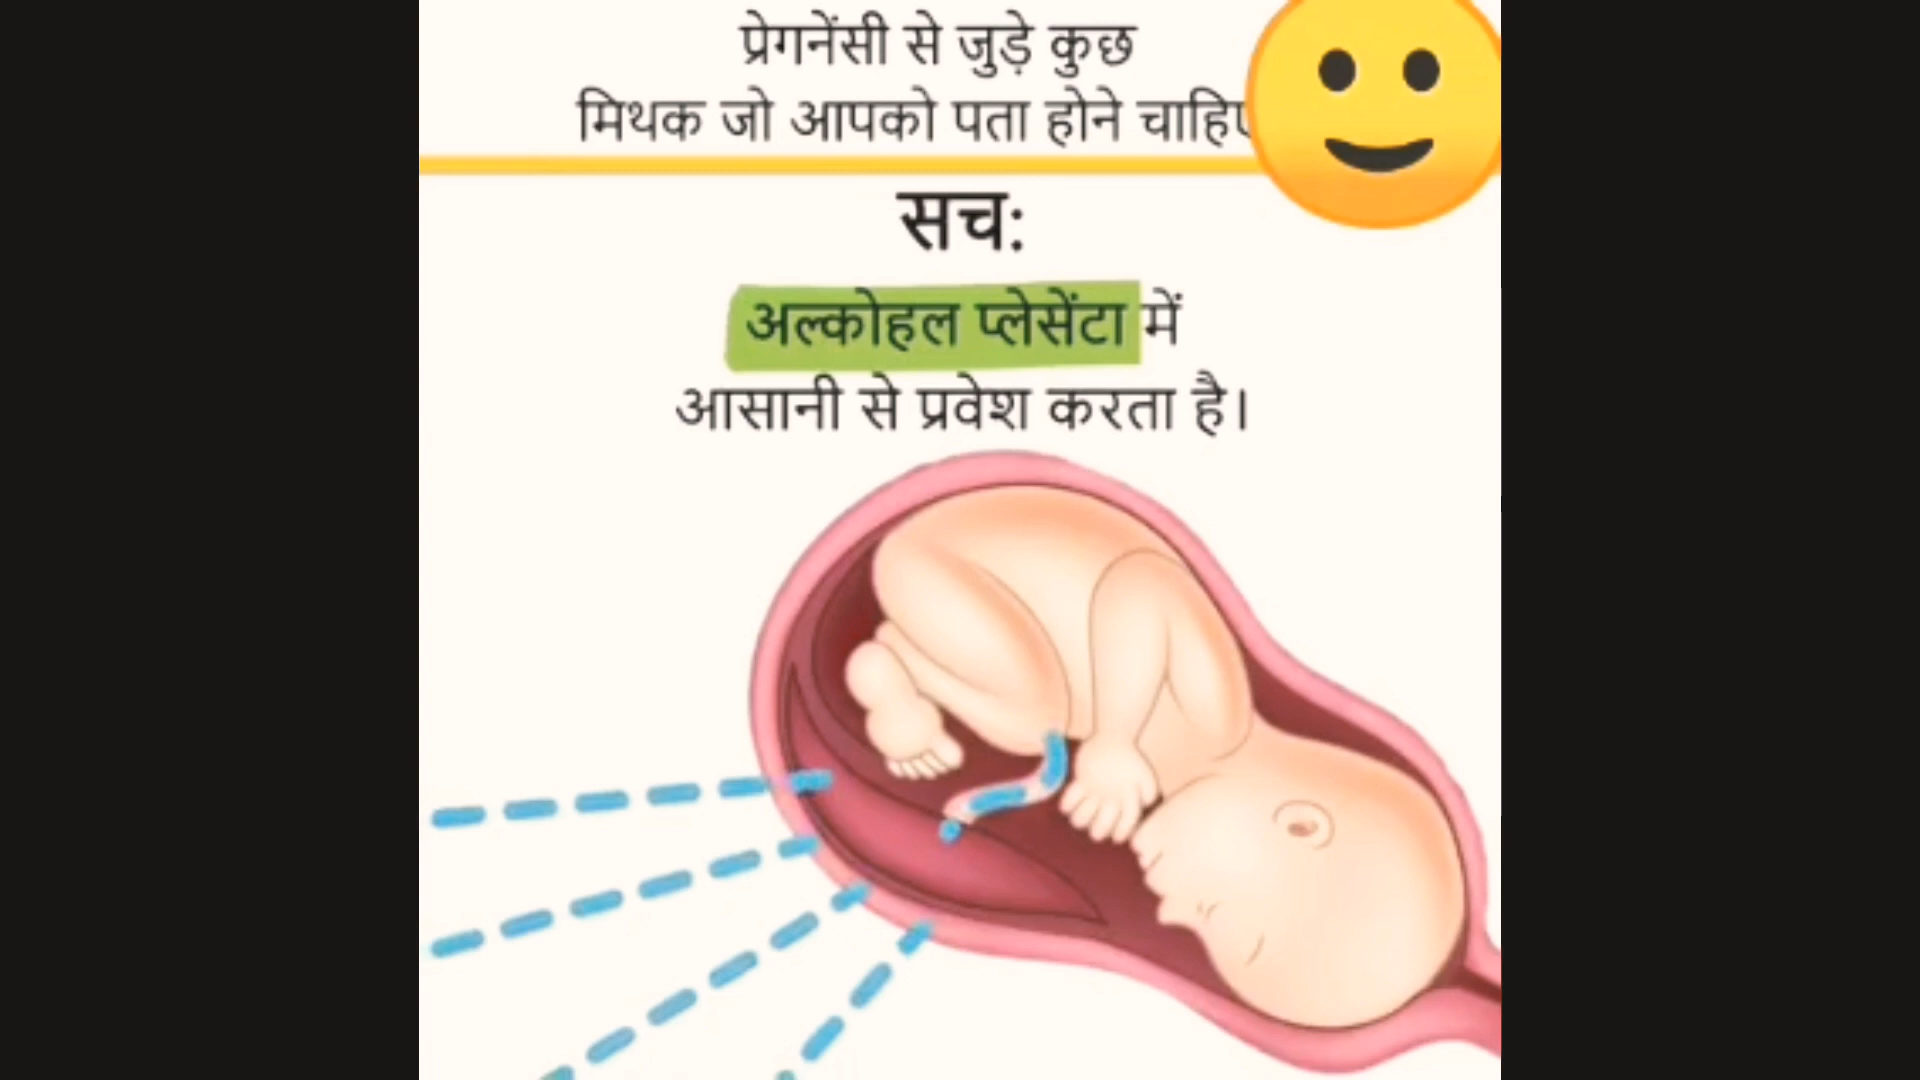 प्रेगनेंसी से जुड़े कुछ
मिथक जो आपको पता होने
सच:
अल्कोहल प्लेसेंटा में
आसानी से प्रवेश करता है।